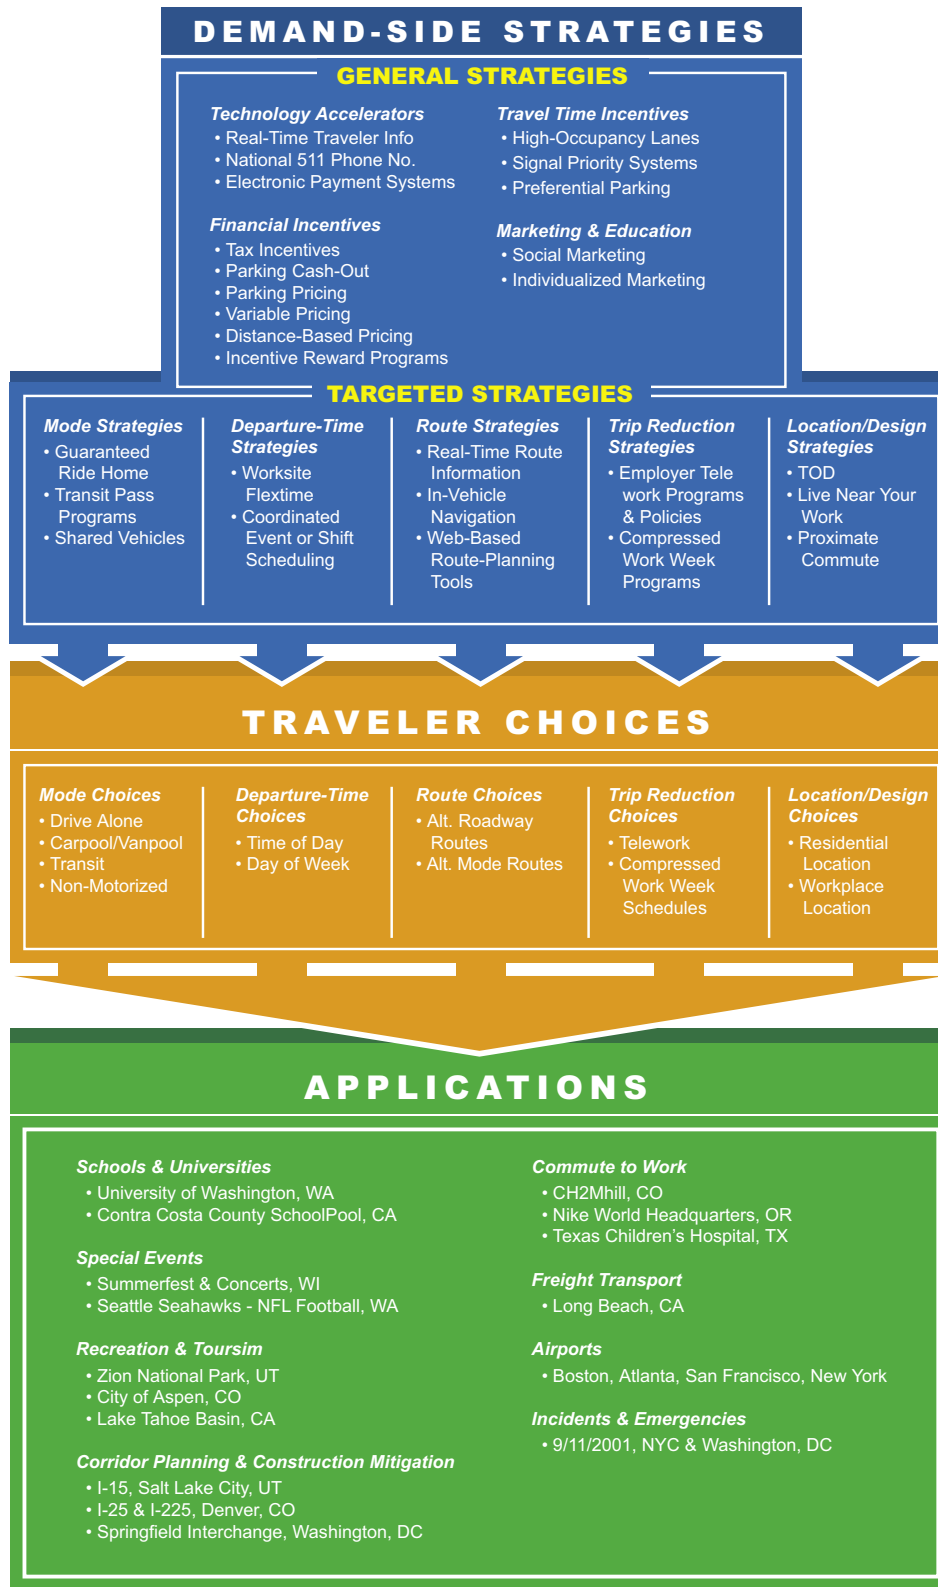 DEMAND-SIDE STRATEGIES
GENERAL STRATEGIES
Technology Accelerators
• Real-Time Traveler Info
• National 511 Phone No.
• Electronic Payment Systems
Financial Incentives
• Tax Incentives
• Parking Cash-Out
• Parking Pricing
• Variable Pricing
• Distance-Based Pricing
• Incentive Reward Programs
Travel Time Incentives
• High-Occupancy Lanes
• Signal Priority Systems
• Preferential Parking
Marketing & Education
• Social Marketing
• Individualized Marketing
TARGETED STRATEGIES
Mode Strategies
• Guaranteed
Ride Home
• Transit Pass
Programs
• Shared Vehicles
Departure-Time
Strategies
• Worksite
Flextime
• Coordinated
Event or Shift
Scheduling
Route Strategies
• Real-Time Route
Information
• In-Vehicle
Navigation
• Web-Based
Route-Planning
Tools
Trip Reduction
Strategies
• Employer Tele
work Programs
& Policies
• Compressed
Work Week
Programs
Location/Design
Strategies
• TOD
• Live Near Your
Work
• Proximate
Commute
TRAVELER CHOICES
Mode Choices
• Drive Alone
• Carpool/Vanpool
• Transit
• Non-Motorized
Departure-Time
Choices
• Time of Day
• Day of Week
Route Choices
• Alt. Roadway
Routes
• Alt. Mode Routes
Trip Reduction
Choices
• Telework
• Compressed
Work Week
Schedules
Location/Design
Choices
• Residential
Location
• Workplace
Location
APPLICATIONS
Schools & Universities
• University of Washington, WA
• Contra Costa County SchoolPool, CA
Special Events
• Summerfest & Concerts, WI
• Seattle Seahawks - NFL Football, WA
Recreation & Toursim
• Zion National Park, UT
• City of Aspen, CO
• Lake Tahoe Basin, CA
Corridor Planning & Construction Mitigation
• I-15, Salt Lake City, UT
• I-25 & I-225, Denver, CO
• Springfield Interchange, Washington, DC
Commute to Work
• CH2Mhill, CO
• Nike World Headquarters, OR
• Texas Children's Hospital, TX
Freight Transport
• Long Beach, CA
Airports
• Boston, Atlanta, San Francisco, New York
Incidents & Emergencies
• 9/11/2001, NYC & Washington, DC